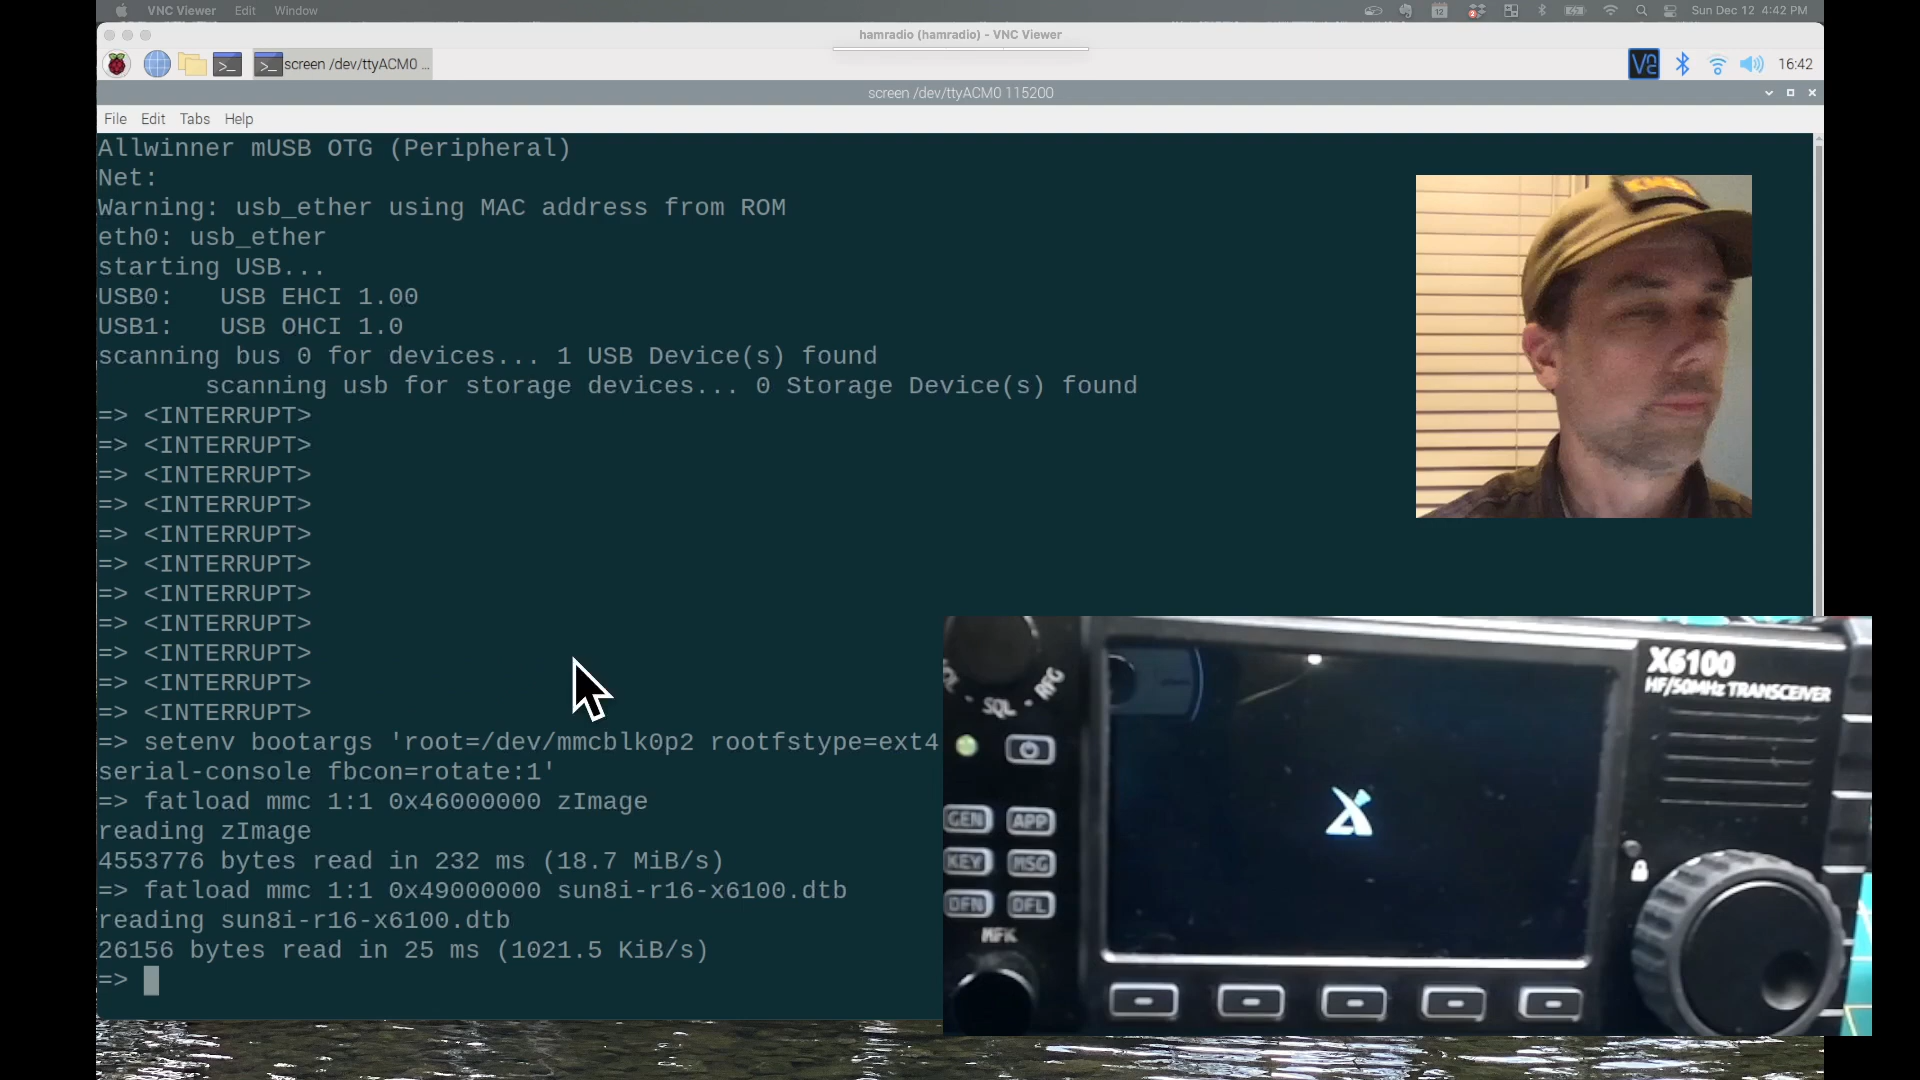 VNC Viewer Edit Window
12
Sun Dec 12 4:42 PM
hamradio (hamradio) - VNC Viewer
screen /dev/ttyACM0 ...
16:42
screen /dev/ttyACM0 115200
File Edit Tabs Help
Allwinner mUSB OTG (Peripheral)
Net:
Warning: usb_ether using MAC address from ROM
eth0: usb_ether
starting USB...
USB0: USB EHCI 1.00
USB1: USB OHCI 1.0
scanning bus 0 for devices... 1 USB Device(s) found
scanning usb for storage devices... 0 Storage Device(s) found
=> <INTERRUPT>
=> <INTERRUPT>
=> <INTERRUPT>
=> <INTERRUPT>
=> <INTERRUPT>
=> <INTERRUPT>
=> <INTERRUPT>
=> <INTERRUPT>
=> <INTERRUPT>
=> <INTERRUPT>
=> <INTERRUPT>
=> setenv bootargs 'root=/dev/mmcblk0p2 rootfstype=ext4
serial-console fbcon=rotate:1'
=> fatload mmc 1:1 0x46000000 zImage
reading zImage
4553776 bytes read in 232 ms (18.7 MiB/s)
=> fatload mmc 1:1 0x49000000 sun8i-r16-x6100.dtb
reading sun8i-r16-x6100.dtb
26156 bytes read in 25 ms (1021.5 KiB/s)
=>
X6100
HF/50MHz TRANSCEIVER
SQL - RFG
GEN APP
KEY MSG
DFN DFL
MFK